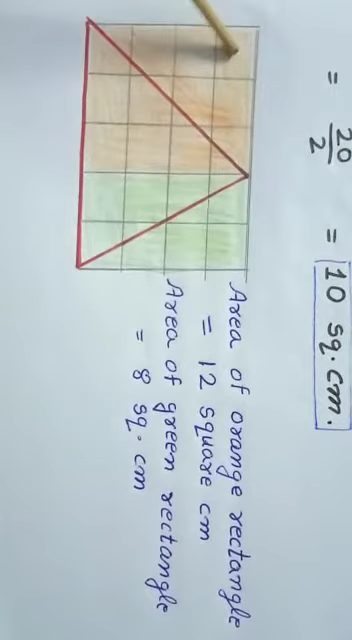 = 20/2 = 10 sq. cm.
Area of orange rectangle
= 12 square cm
Area of green rectangle
= 8 sq. cm